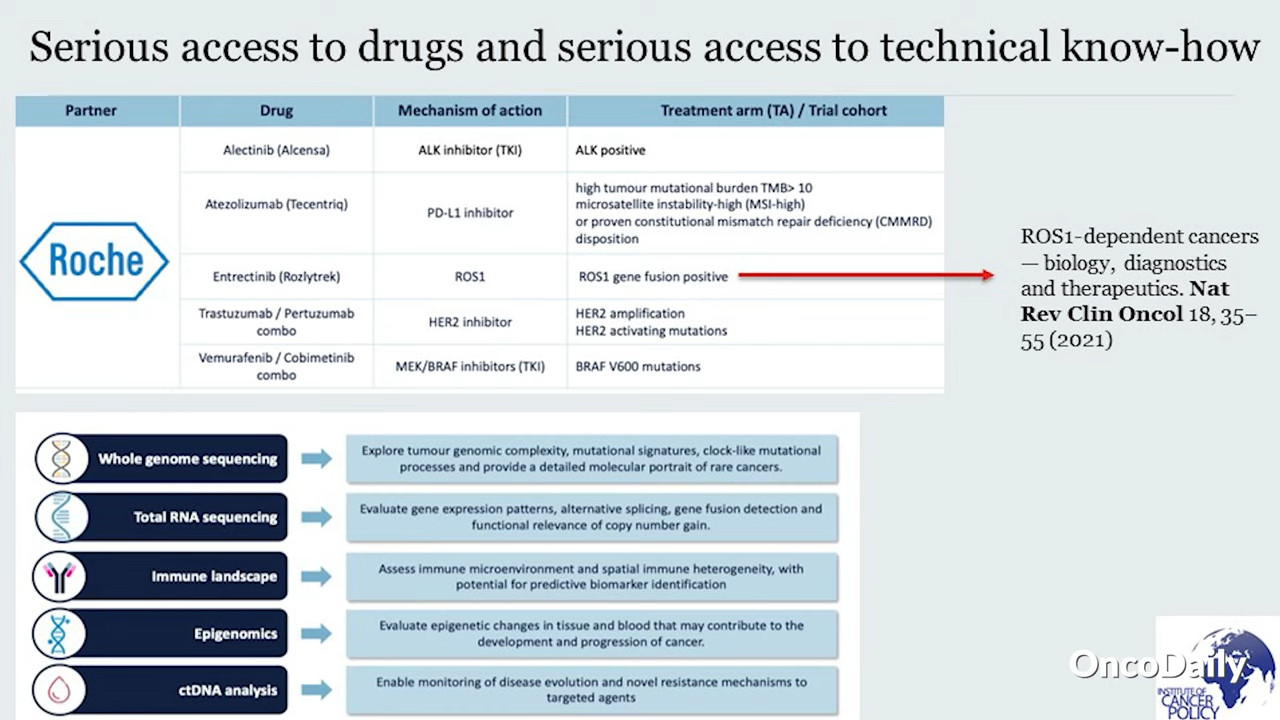 Serious access to drugs and serious access to technical know-how
Partner
Drug
Mechanism of action
Treatment arm (TA) / Trial cohort
Roche
Alectinib (Alcensa)
ALK inhibitor (TKI)
ALK positive
Atezolizumab (Tecentriq)
PD-L1 inhibitor
high tumour mutational burden TMB> 10
microsatellite instability-high (MSI-high)
or proven constitutional mismatch repair deficiency (CMMRD)
disposition
Entrectinib (Rozlytrek)
ROS1
ROS1 gene fusion positive
Trastuzumab / Pertuzumab
combo
HER2 inhibitor
HER2 amplification
HER2 activating mutations
Vemurafenib / Cobimetinib
combo
MEK/BRAF inhibitors (TKI)
BRAF V600 mutations
ROS1-dependent cancers
— biology, diagnostics
and therapeutics. Nat
Rev Clin Oncol 18, 35–
55 (2021)
Whole genome sequencing
Explore tumour genomic complexity, mutational signatures, clock-like mutational
processes and provide a detailed molecular portrait of rare cancers.
Total RNA sequencing
Evaluate gene expression patterns, alternative splicing, gene fusion detection and
functional relevance of copy number gain.
Immune landscape
Assess immune microenvironment and spatial immune heterogeneity, with
potential for predictive biomarker identification
Epigenomics
Evaluate epigenetic changes in tissue and blood that may contribute to the
development and progression of cancer.
ctDNA analysis
Enable monitoring of disease evolution and novel resistance mechanisms to
targeted agents
OncoDaily
INSTITUTE OF
CANCER
POLICY